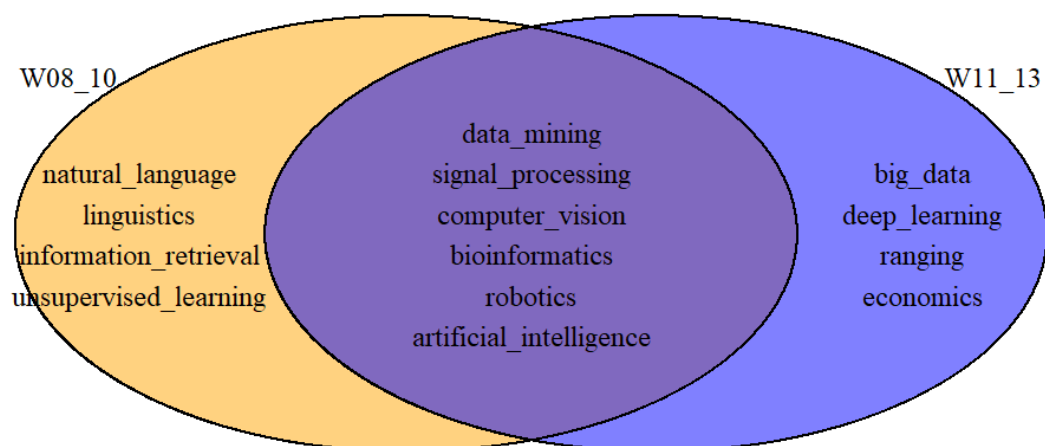 W08_10
W11_13
natural_language
linguistics
information_retrieval
unsupervised_learning
data_mining
signal_processing
computer_vision
bioinformatics
robotics
artificial_intelligence
big_data
deep_learning
ranging
economics